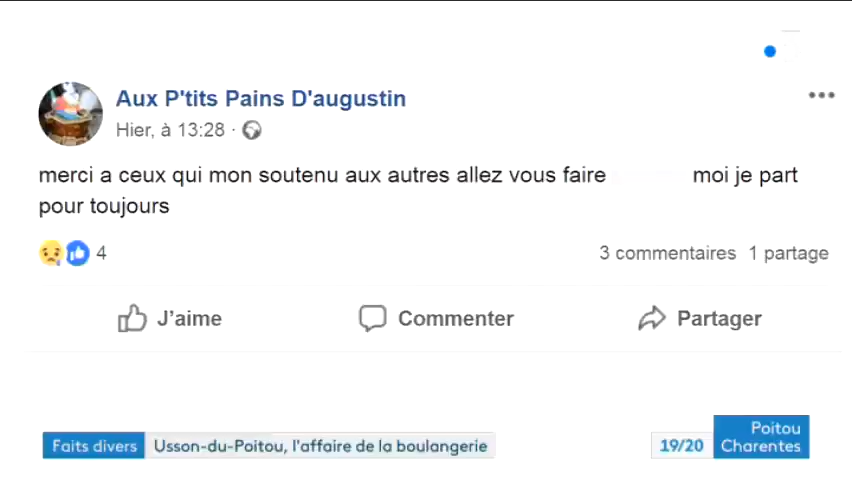 Aux P'tits Pains D'augustin
Hier, à 13:28 ·
merci a ceux qui mon soutenu aux autres allez vous faire moi je part
pour toujours
4
3 commentaires 1 partage
J'aime Commenter Partager
Poitou
Faits divers Usson-du-Poitou, l'affaire de la boulangerie 19/20 Charentes